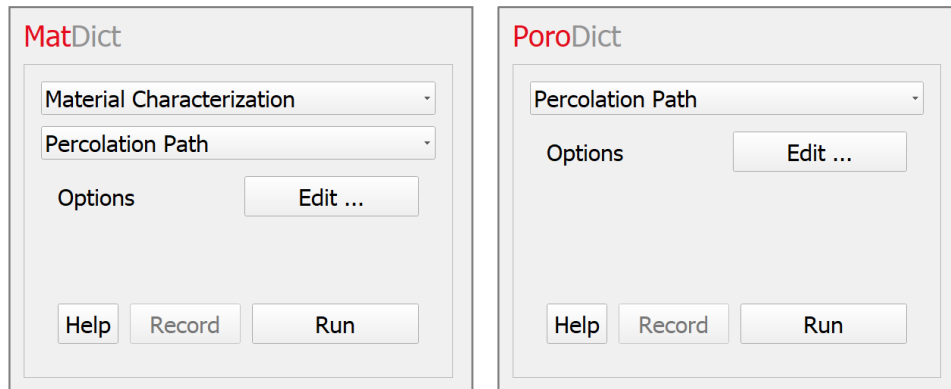 MatDict
Material Characterization
Percolation Path
Options Edit ...
Help Record Run
PoroDict
Percolation Path
Options Edit ...
Help Record Run